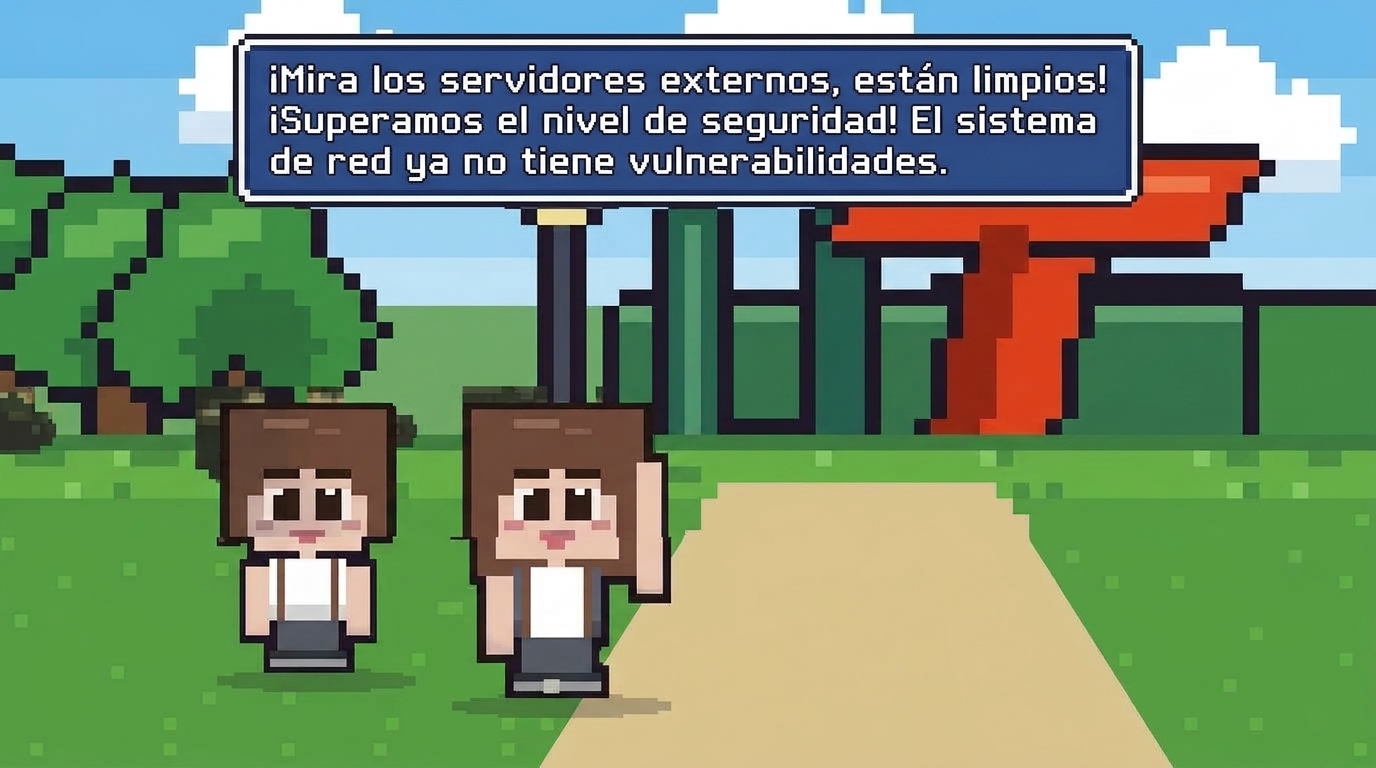 ¡Mira los servidores externos, están limpios!
¡Superamos el nivel de seguridad! El sistema
de red ya no tiene vulnerabilidades.